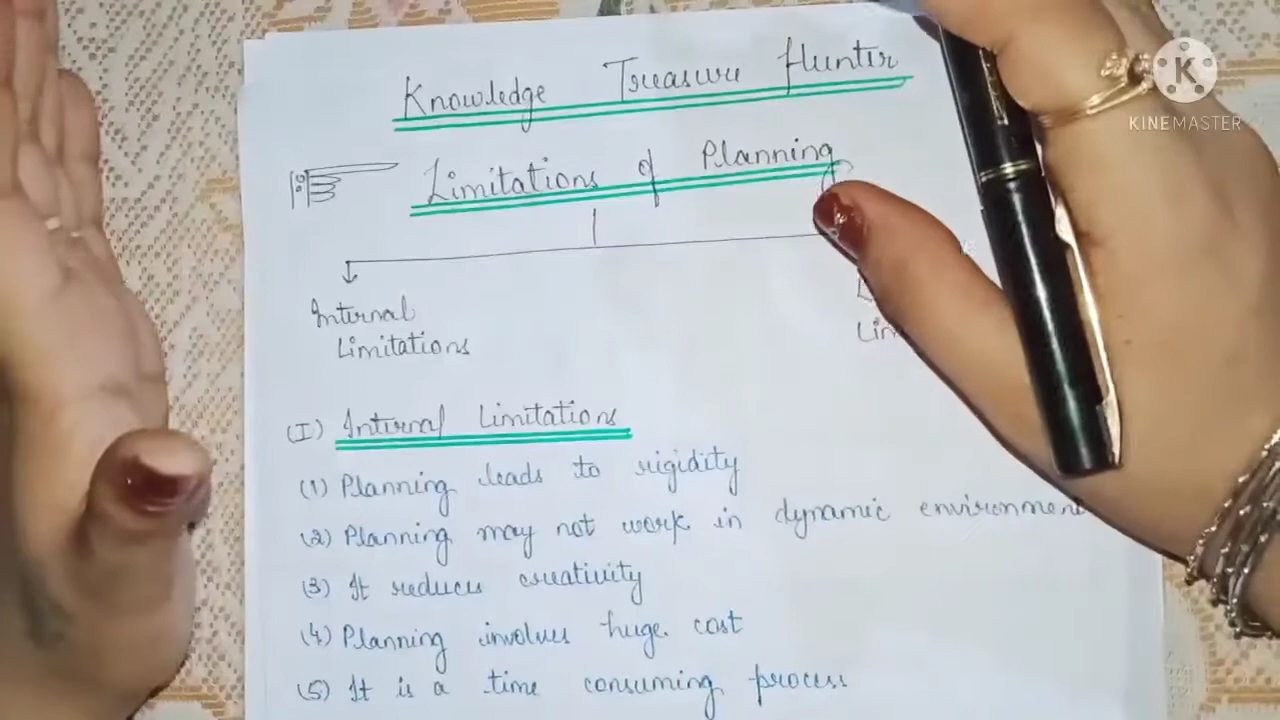 Knowledge Treasure Hunter
K
KINEMASTER
Limitations of Planning
Internal
Limitations
(I) Internal Limitations
(1) Planning leads to rigidity
(2) Planning may not work in dynamic environment
(3) It reduces creativity
(4) Planning involves huge cost
(5) It is a time consuming process